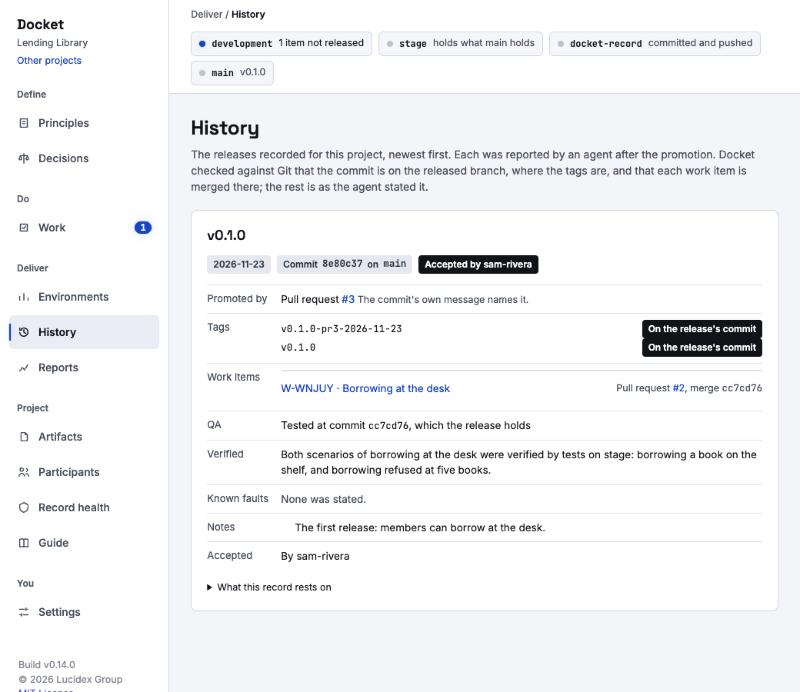 Docket
Lending Library
Other projects
Define
Principles
Decisions
Do
Work 1
Deliver
Environments
History
Reports
Project
Artifacts
Participants
Record health
Guide
You
Settings
Build v0.14.0
© 2026 Lucidex Group
MIT License
Deliver / History
development 1 item not released
stage holds what main holds
docket-record committed and pushed
main v0.1.0
History
The releases recorded for this project, newest first. Each was reported by an agent after the promotion. Docket
checked against Git that the commit is on the released branch, where the tags are, and that each work item is
merged there; the rest is as the agent stated it.
v0.1.0
2026-11-23 Commit 8e80c37 on main Accepted by sam-rivera
Promoted by Pull request #3 The commit's own message names it.
Tags v0.1.0-pr3-2026-11-23 On the release's commit
v0.1.0 On the release's commit
Work Items
W-WNJUY · Borrowing at the desk Pull request #2, merge cc7cd76
QA Tested at commit cc7cd76, which the release holds
Verified Both scenarios of borrowing at the desk were verified by tests on stage: borrowing a book on the
shelf, and borrowing refused at five books.
Known faults None was stated.
Notes The first release: members can borrow at the desk.
Accepted By sam-rivera
What this record rests on